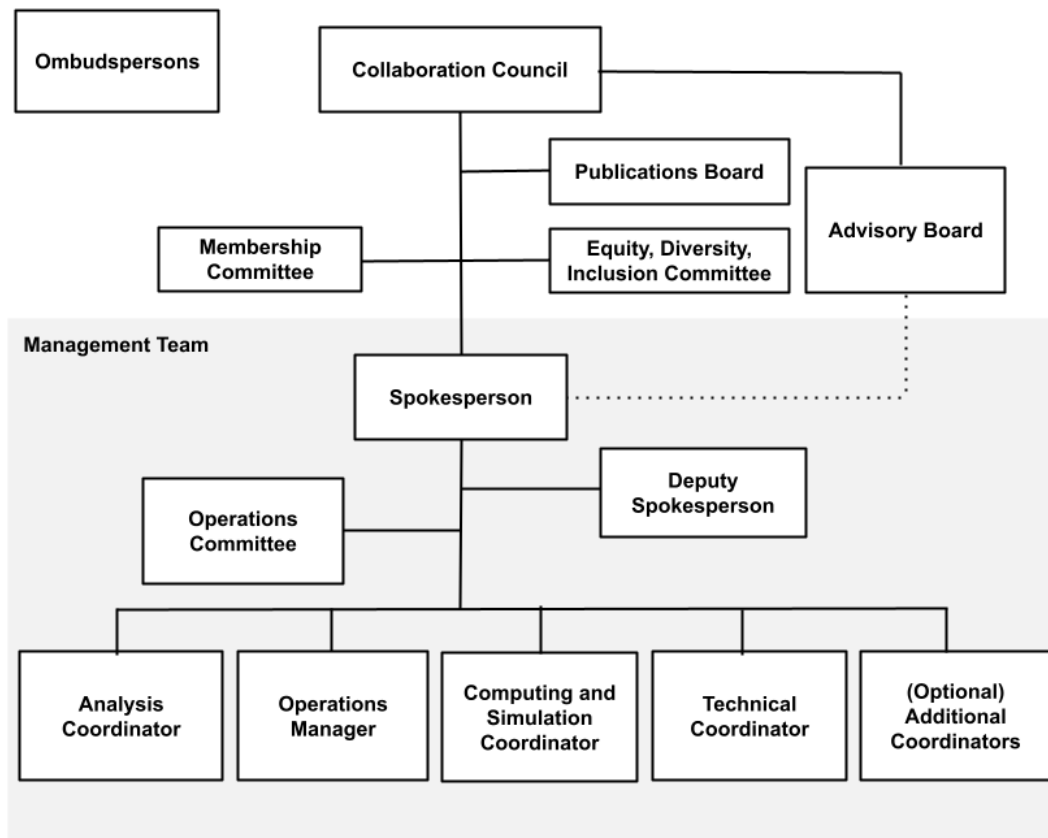 Ombudspersons
Collaboration Council
Publications Board
Advisory Board
Membership
Committee
Equity, Diversity,
Inclusion Committee
Management Team
Spokesperson
Deputy
Spokesperson
Operations
Committee
Analysis
Coordinator
Operations
Manager
Computing and
Simulation
Coordinator
Technical
Coordinator
(Optional)
Additional
Coordinators